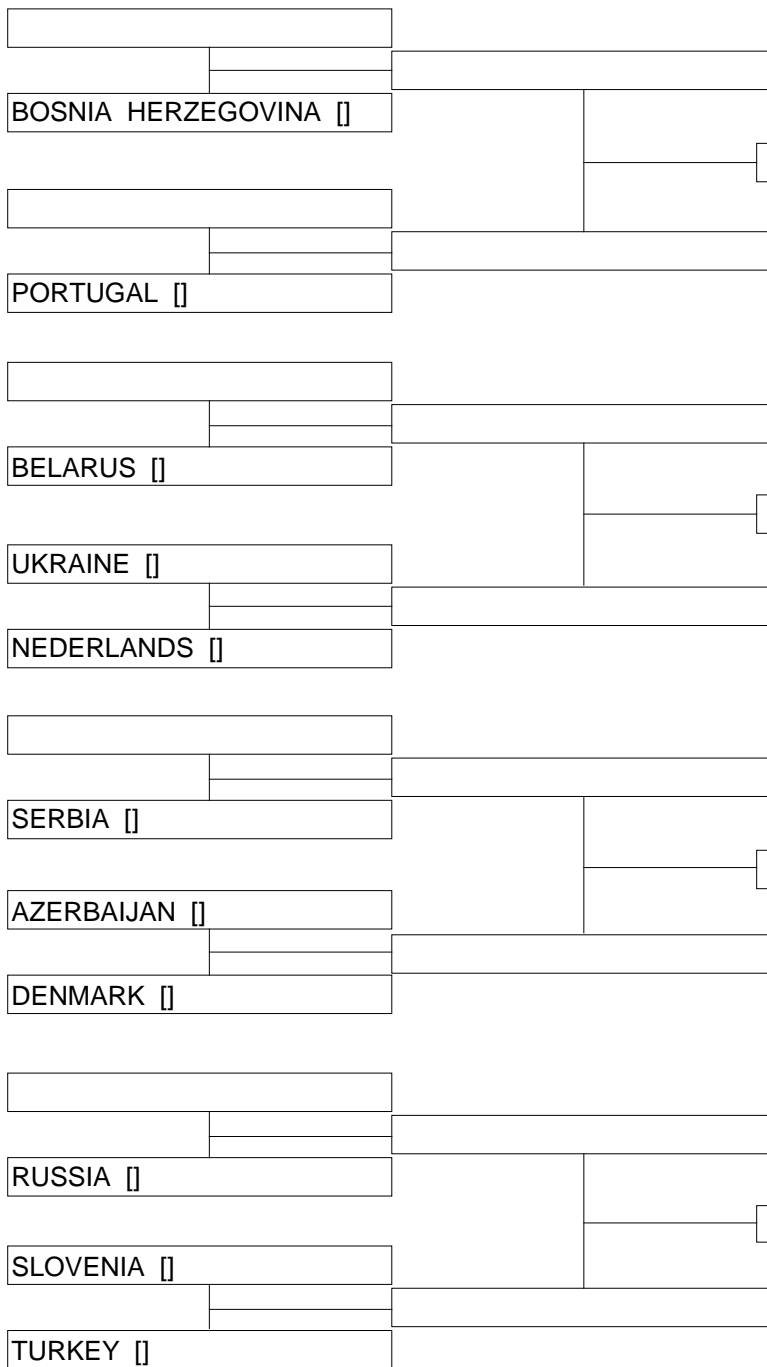 BOSNIA HERZEGOVINA []
PORTUGAL []
BELARUS []
UKRAINE []
NEDERLANDS []
SERBIA []
AZERBAIJAN []
DENMARK []
RUSSIA []
SLOVENIA []
TURKEY []